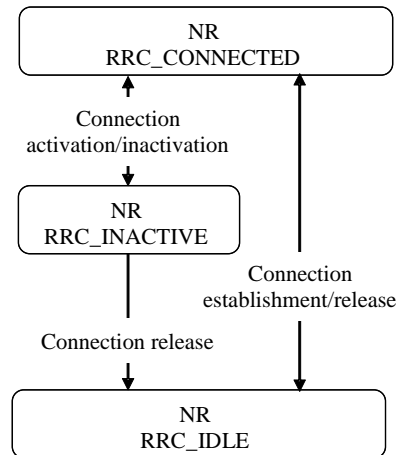 NR
RRC_CONNECTED
Connection
activation/inactivation
NR
RRC_INACTIVE
Connection
establishment/release
Connection release
NR
RRC_IDLE